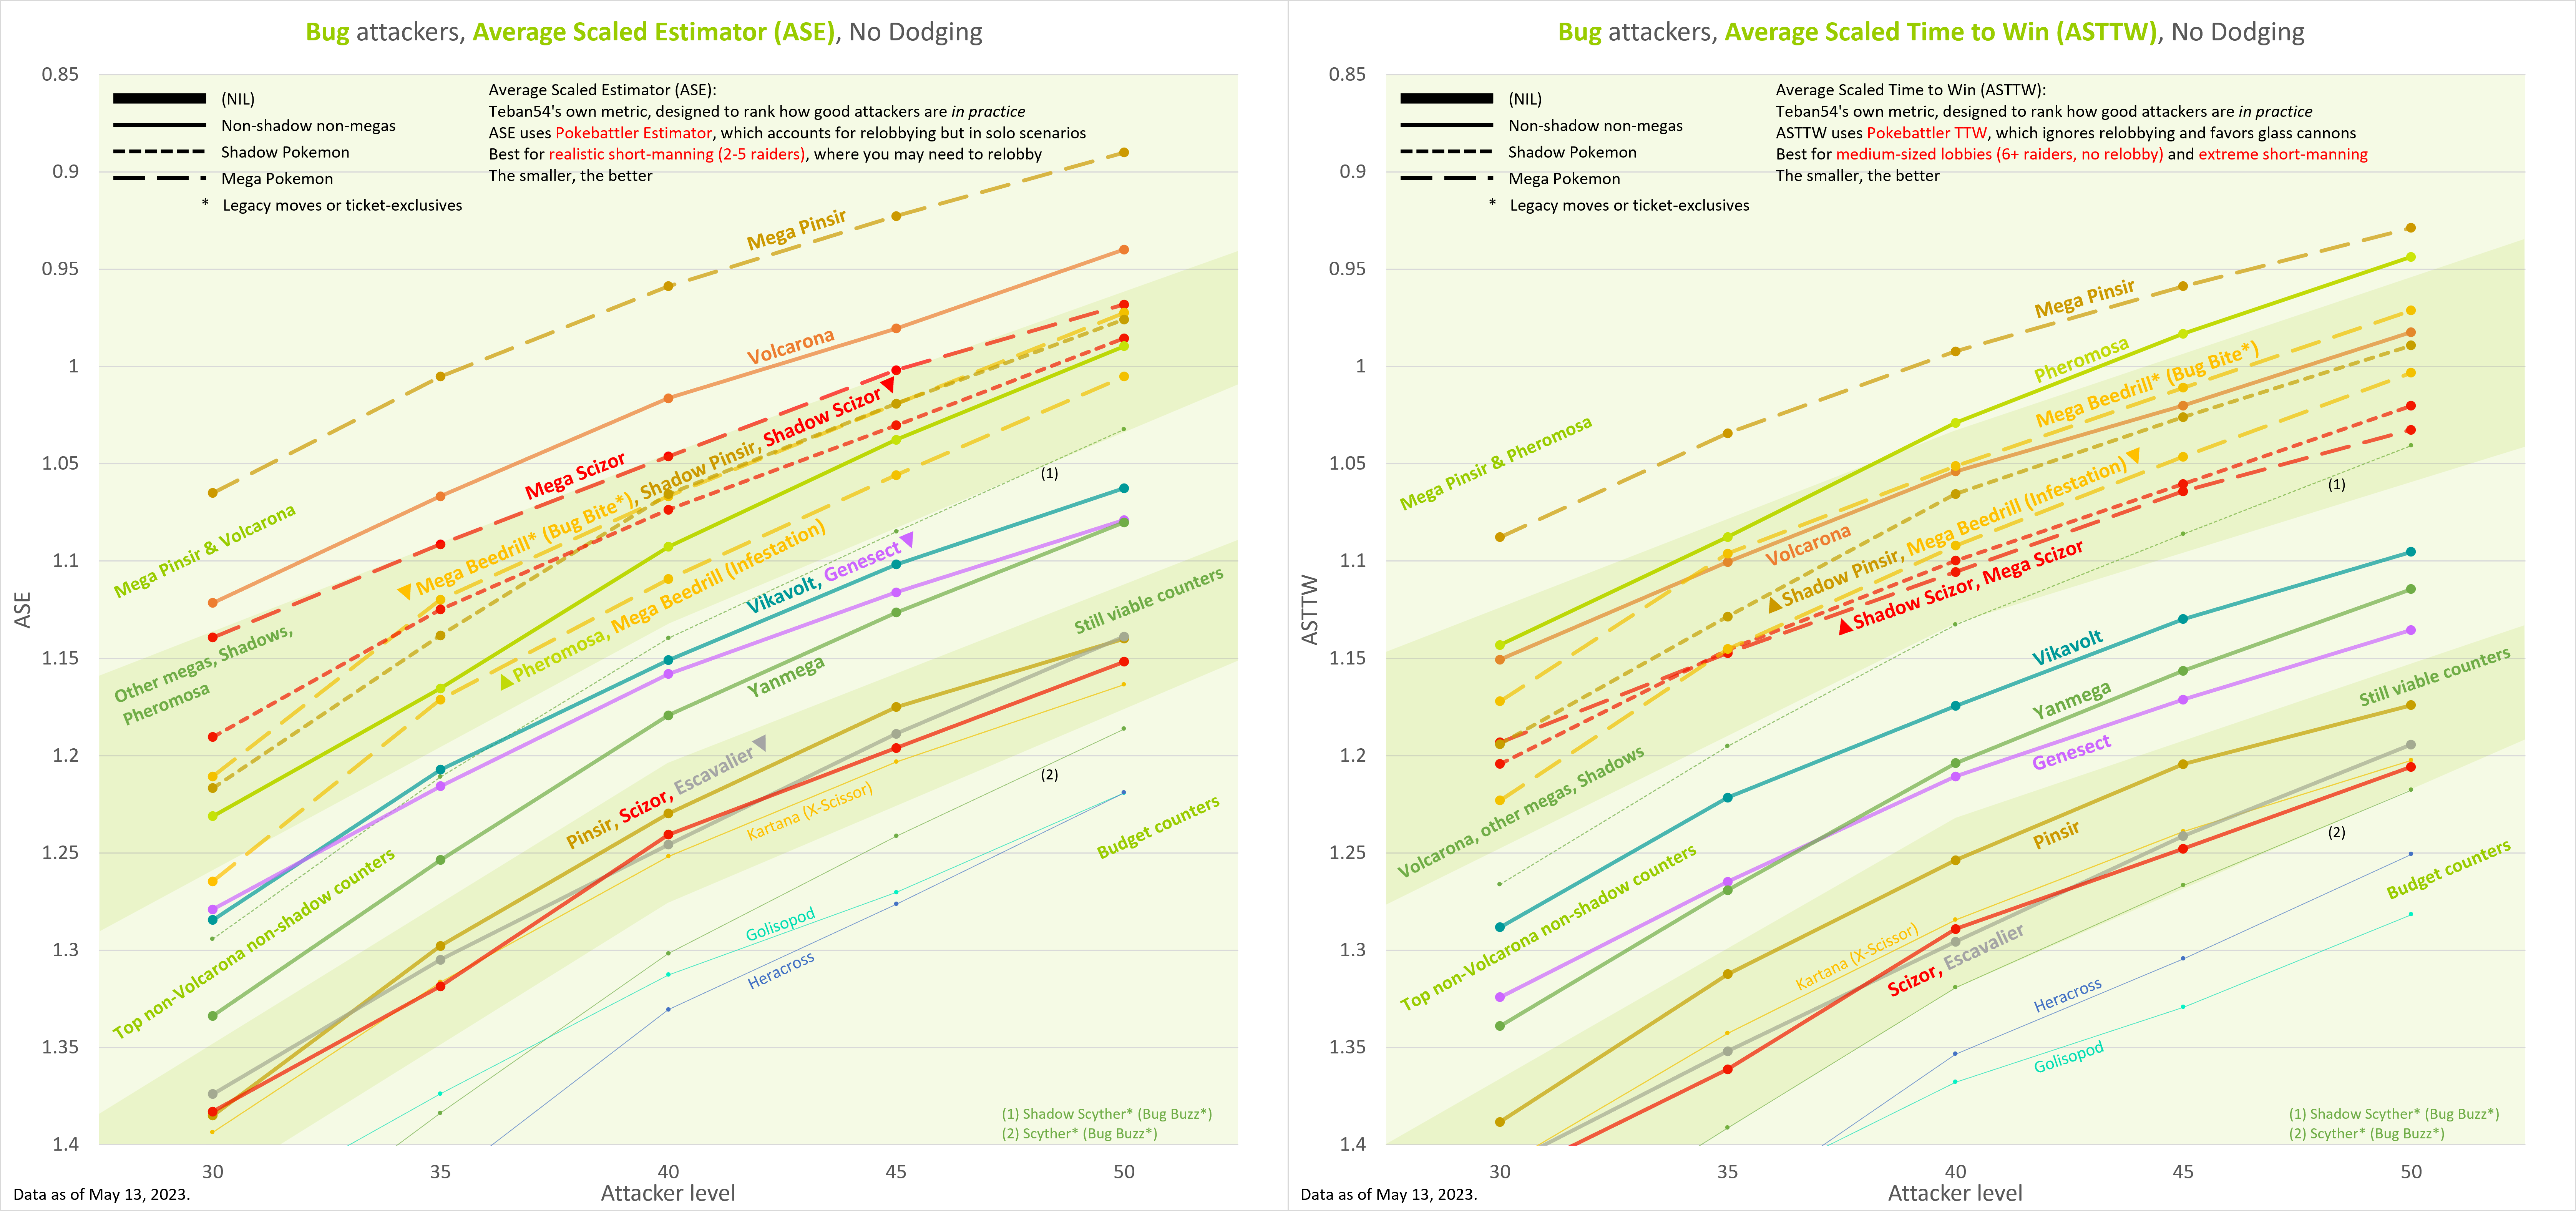 Bug attackers, Average Scaled Estimator (ASE), No Dodging
0.85
0.9
0.95
1
1.05
1.1
1.15
1.2
1.25
1.3
1.35
1.4
ASE
(NIL)
Non-shadow non-megas
Shadow Pokemon
Mega Pokemon
* Legacy moves or ticket-exclusives
Average Scaled Estimator (ASE):
Teban54's own metric, designed to rank how good attackers are in practice
ASE uses Pokebattler Estimator, which accounts for relobbying but in solo scenarios
Best for realistic short-manning (2-5 raiders), where you may need to relobby
The smaller, the better
Mega Pinsir
Volcarona
Mega Scizor
▼ Mega Beedrill* (Bug Bite*), Shadow Pinsir, Shadow Scizor ▲
Mega Pinsir & Volcarona
(1)
▲ Pheromosa, Mega Beedrill (Infestation)
Vikavolt, Genesect ▼
Other megas, Shadows,
Pheromosa
Still viable counters
Yanmega
Pinsir, Scizor, Escavalier ▼
(2)
Kartana (X-Scissor)
Top non-Volcarona non-shadow counters
Budget counters
Golisopod
Heracross
(1) Shadow Scyther* (Bug Buzz*)
(2) Scyther* (Bug Buzz*)
30
35
40
45
50
Attacker level
Data as of May 13, 2023.
Bug attackers, Average Scaled Time to Win (ASTTW), No Dodging
0.85
0.9
0.95
1
1.05
1.1
1.15
1.2
1.25
1.3
1.35
1.4
ASTTW
(NIL)
Non-shadow non-megas
Shadow Pokemon
Mega Pokemon
* Legacy moves or ticket-exclusives
Average Scaled Time to Win (ASTTW):
Teban54's own metric, designed to rank how good attackers are in practice
ASTTW uses Pokebattler TTW, which ignores relobbying and favors glass cannons
Best for medium-sized lobbies (6+ raiders, no relobby) and extreme short-manning
The smaller, the better
Mega Pinsir
Pheromosa
Mega Beedrill* (Bug Bite*)
Mega Pinsir & Pheromosa
(1)
Volcarona
▲ Shadow Pinsir, Mega Beedrill (Infestation) ▼
▲ Shadow Scizor, Mega Scizor
Vikavolt
Still viable counters
Yanmega
Genesect
Volcarona, other megas, Shadows
Pinsir
(2)
Top non-Volcarona non-shadow counters
Budget counters
Kartana (X-Scissor)
Scizor, Escavalier
Heracross
Golisopod
(1) Shadow Scyther* (Bug Buzz*)
(2) Scyther* (Bug Buzz*)
30
35
40
45
50
Attacker level
Data as of May 13, 2023.